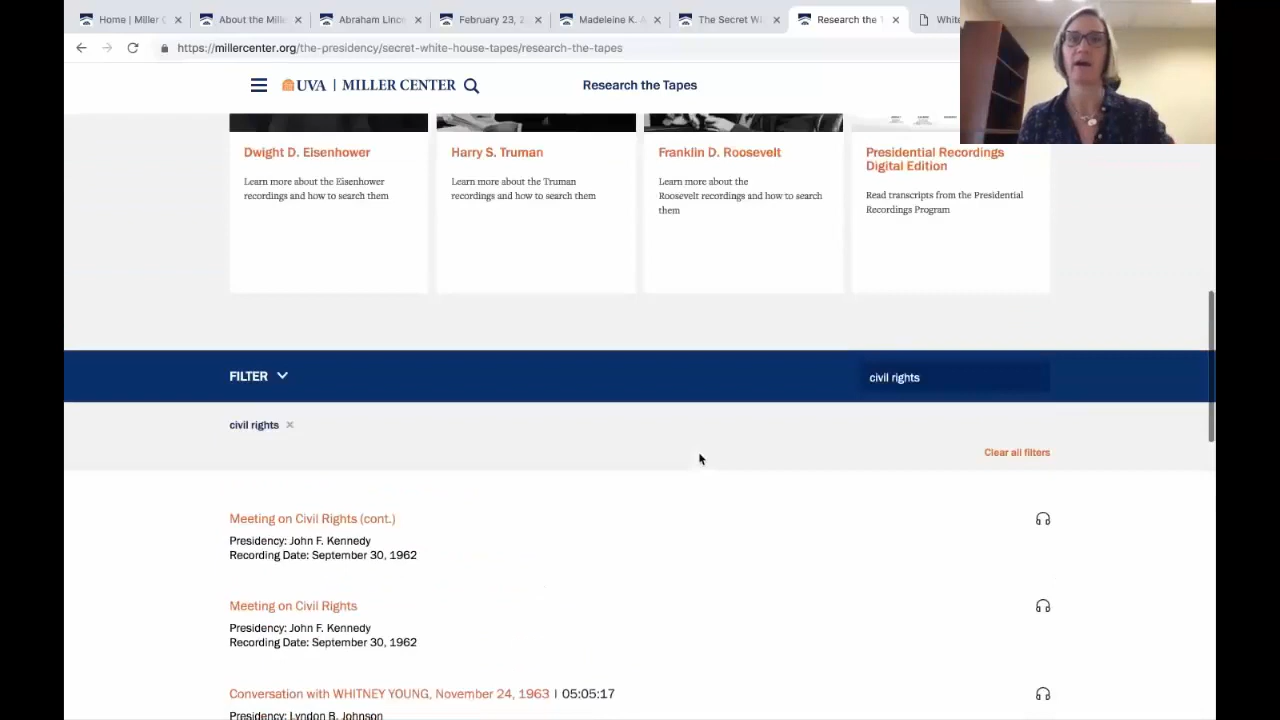 Home | Miller C
About the Mille
Abraham Linco
February 23, 2
Madeleine K. A
The Secret W
Research the T
White
https://millercenter.org/the-presidency/secret-white-house-tapes/research-the-tapes
UVA | MILLER CENTER
Research the Tapes
Dwight D. Eisenhower
Learn more about the Eisenhower
recordings and how to search them
Harry S. Truman
Learn more about the Truman
recordings and how to search them
Franklin D. Roosevelt
Learn more about the
Roosevelt recordings and how to search
them
Presidential Recordings
Digital Edition
Read transcripts from the Presidential
Recordings Program
FILTER
civil rights
civil rights ×
Clear all filters
Meeting on Civil Rights (cont.)
Presidency: John F. Kennedy
Recording Date: September 30, 1962
Meeting on Civil Rights
Presidency: John F. Kennedy
Recording Date: September 30, 1962
Conversation with WHITNEY YOUNG, November 24, 1963 | 05:05:17
Presidency: Lyndon B. Johnson